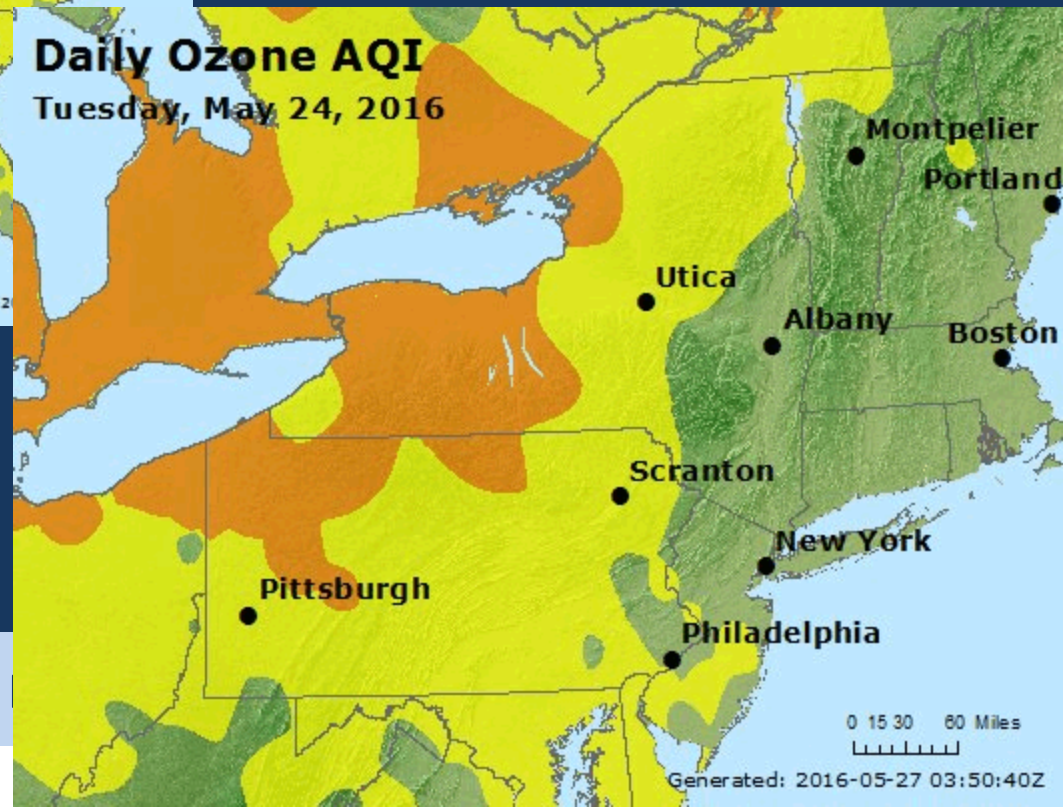 Daily Ozone AQI
Tuesday, May 24, 2016
Montpelier
Portland
Utica
Albany
Boston
Scranton
New York
Pittsburgh
Philadelphia
0 15 30 60 Miles
Generated: 2016-05-27 03:50:40Z